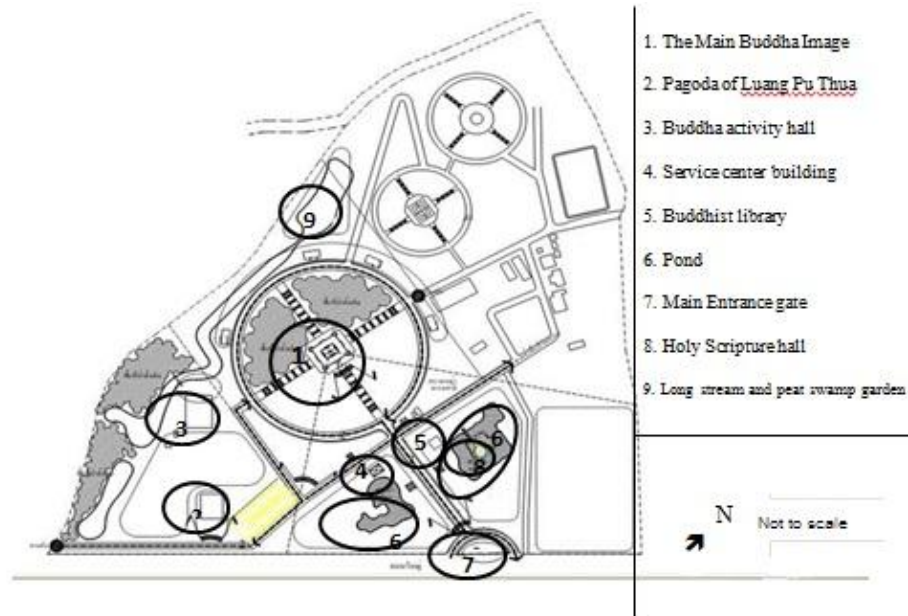 9
1
3
5
6
8
4
2
6
7
1. The Main Buddha Image
2. Pagoda of Luang Pu Thua
3. Buddha activity hall
4. Service center building
5. Buddhist library
6. Pond
7. Main Entrance gate
8. Holy Scripture hall
9. Long stream and peat swamp garden
N
Not to scale